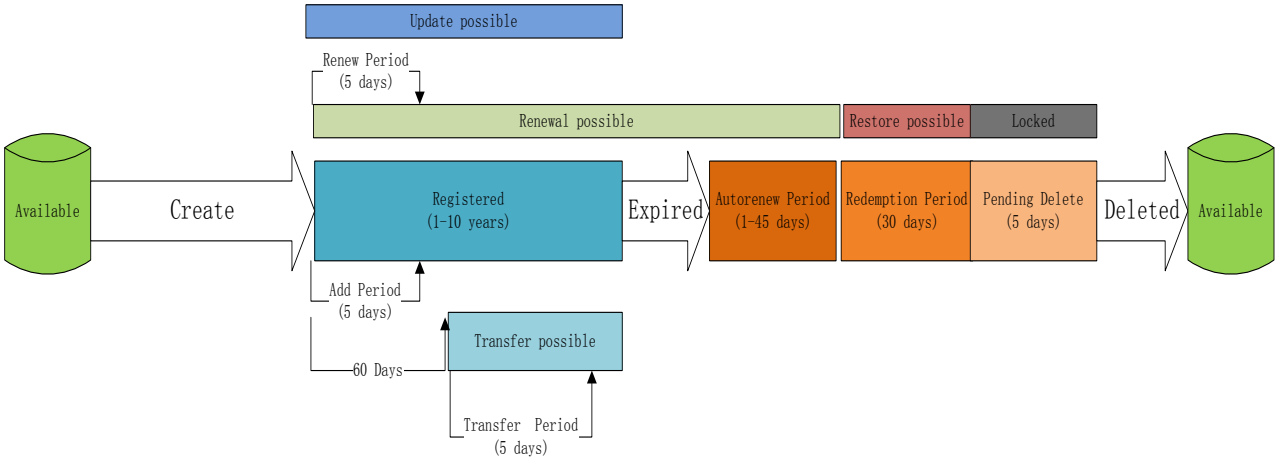 Update possible
Renew Period
(5 days)
Renewal possible
Restore possible
Locked
Available
Create
Registered
(1-10 years)
Expired
Autorenew Period
(1-45 days)
Redemption Period
(30 days)
Pending Delete
(5 days)
Deleted
Available
Add Period
(5 days)
Transfer possible
60 Days
Transfer Period
(5 days)